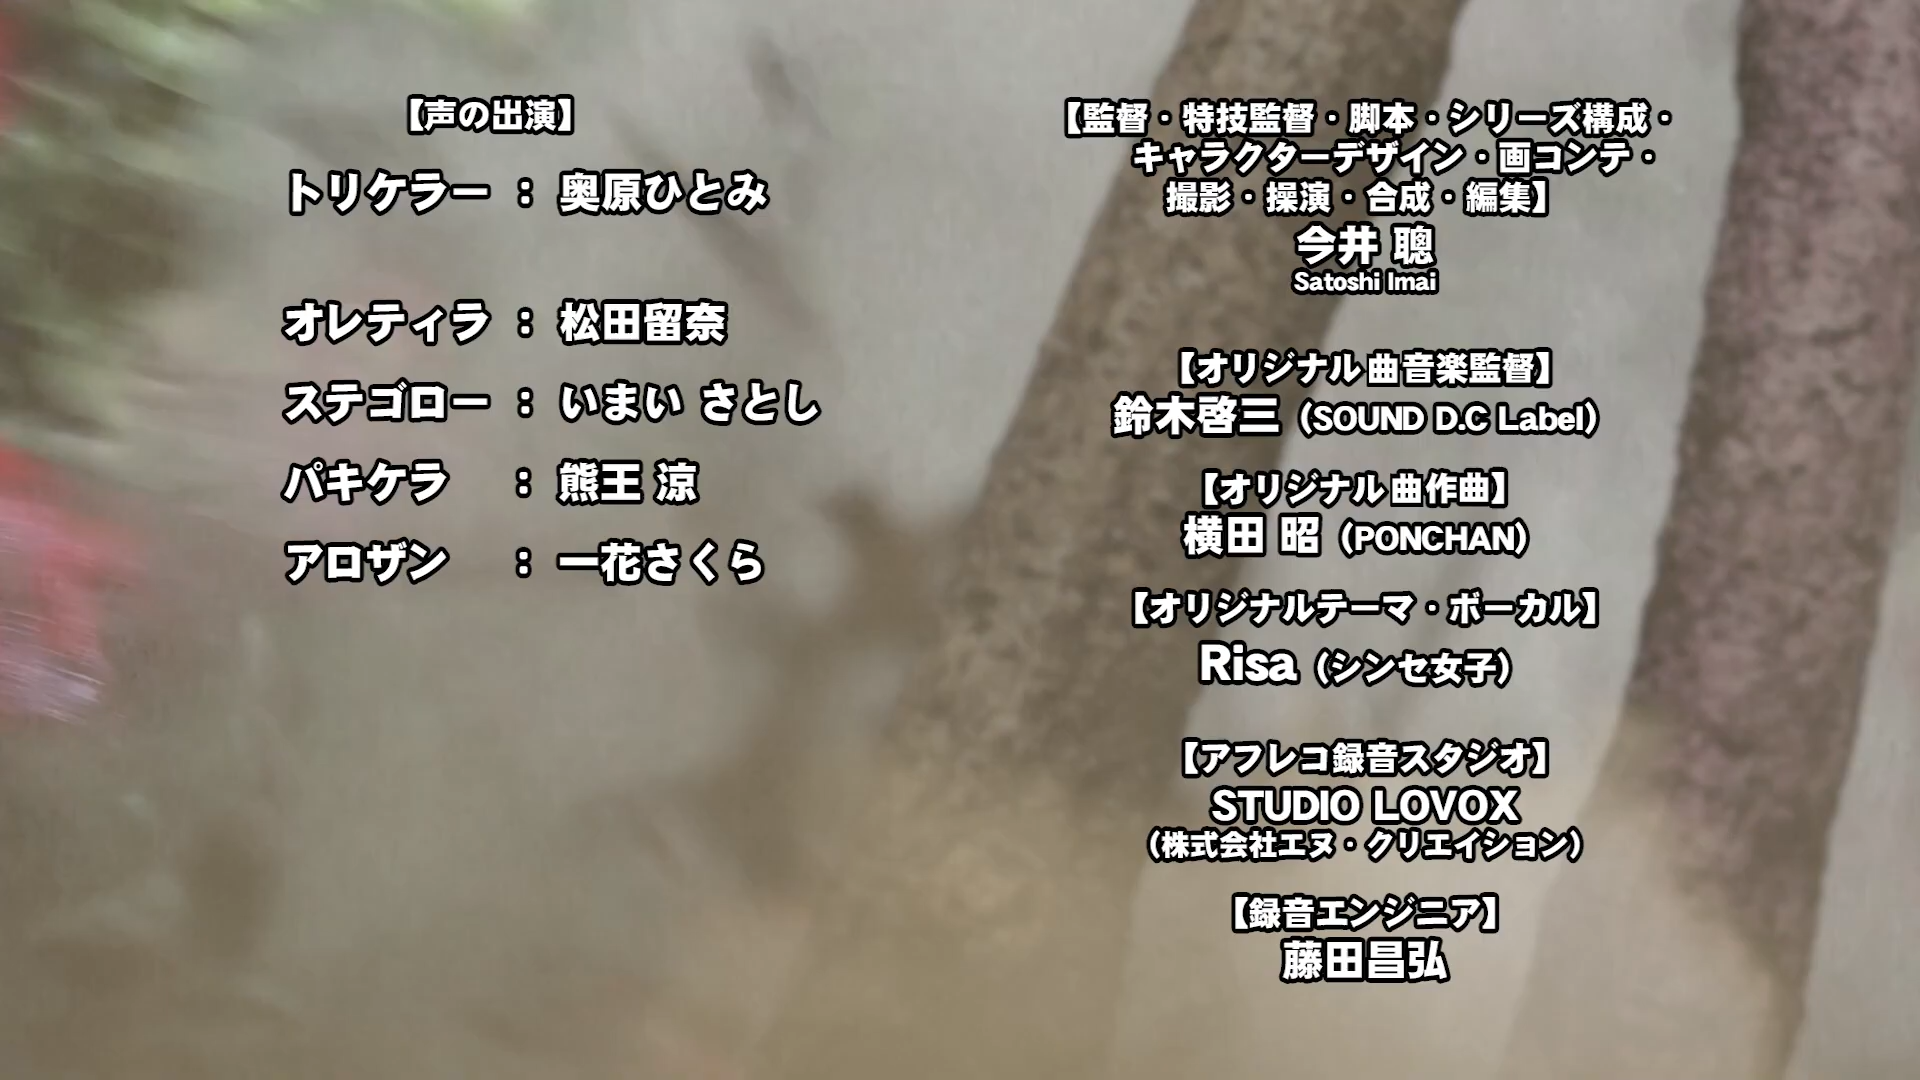 【声の出演】
トリケラー : 奥原ひとみ
オレティラ : 松田留奈
ステゴロー : いまい さとし
パキケラ : 熊王 涼
アロザン : 一花さくら
【監督・特技監督・脚本・シリーズ構成・
キャラクターデザイン・画コンテ・
撮影・操演・合成・編集】
今井 聰
Satoshi Imai
【オリジナル曲音楽監督】
鈴木啓三（SOUND D.C Label）
【オリジナル曲作曲】
横田 昭（PONCHAN）
【オリジナルテーマ・ボーカル】
Risa（シンセ女子）
【アフレコ録音スタジオ】
STUDIO LOVOX
（株式会社エヌ・クリエイション）
【録音エンジニア】
藤田昌弘